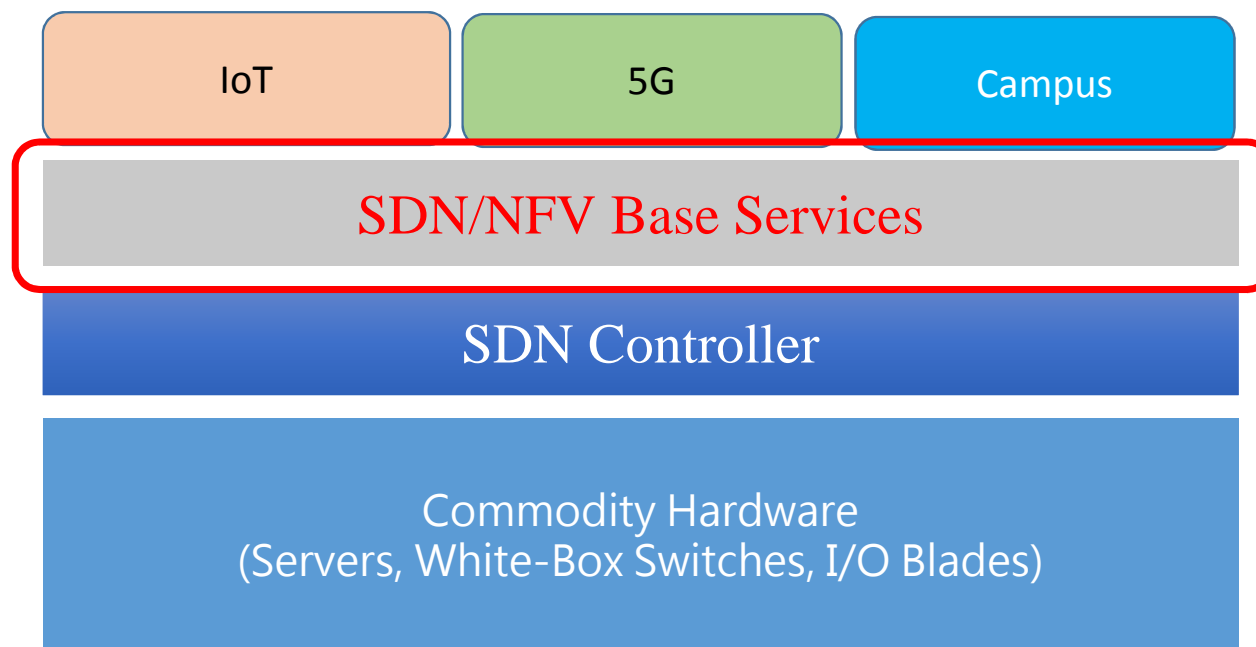 IoT
5G
Campus
SDN/NFV Base Services
SDN Controller
Commodity Hardware
(Servers, White-Box Switches, I/O Blades)